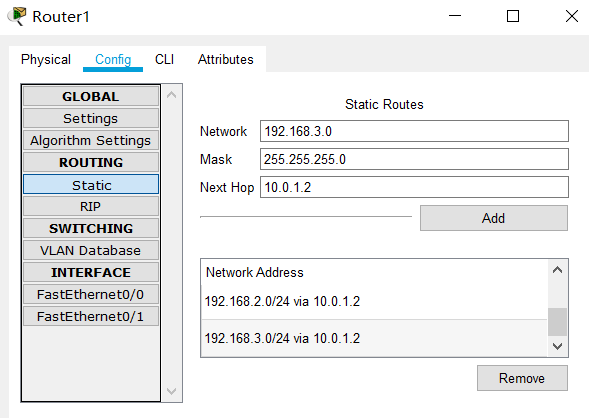 Router1
Physical Config CLI Attributes
GLOBAL
Settings
Algorithm Settings
ROUTING
Static
RIP
SWITCHING
VLAN Database
INTERFACE
FastEthernet0/0
FastEthernet0/1
Static Routes
Network 192.168.3.0
Mask 255.255.255.0
Next Hop 10.0.1.2
Add
Network Address
192.168.2.0/24 via 10.0.1.2
192.168.3.0/24 via 10.0.1.2
Remove